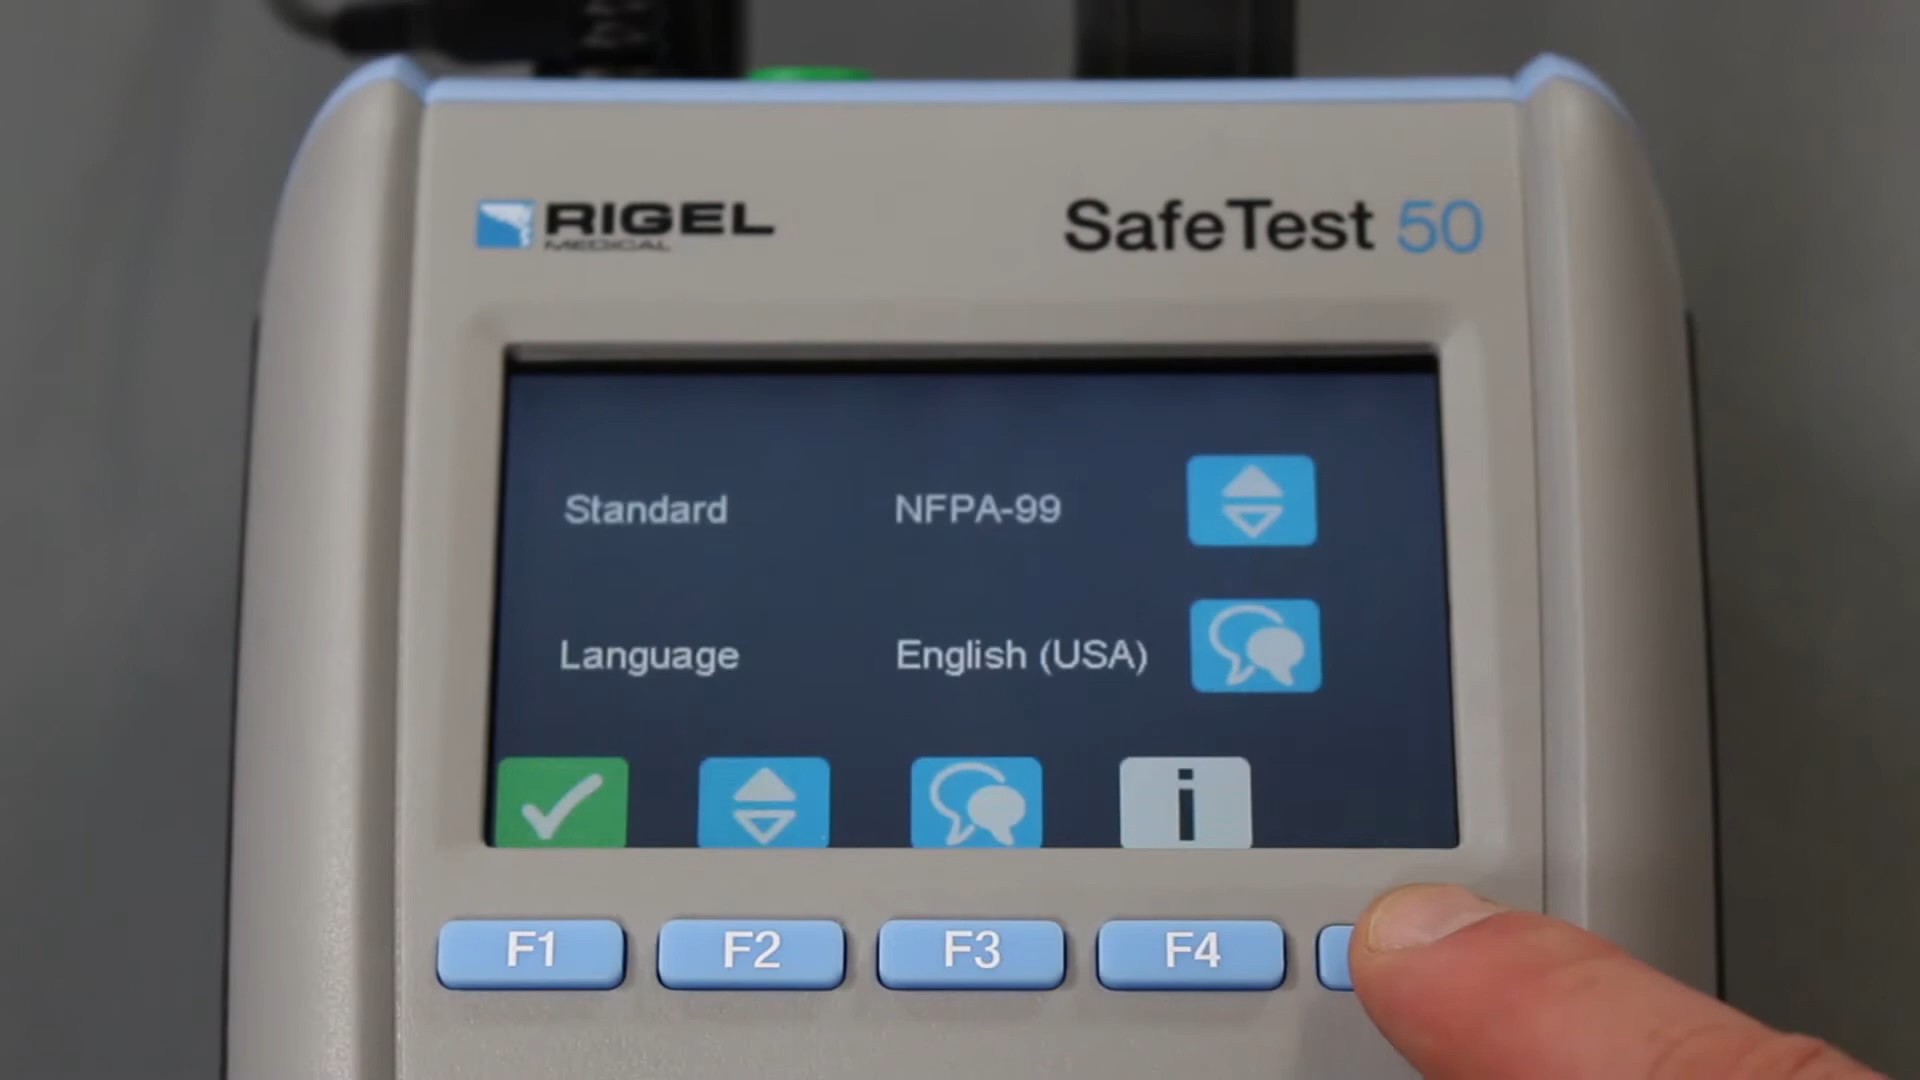 RIGEL
MEDICAL
SafeTest 50
Standard NFPA-99
Language English (USA)
i
F1 F2 F3 F4